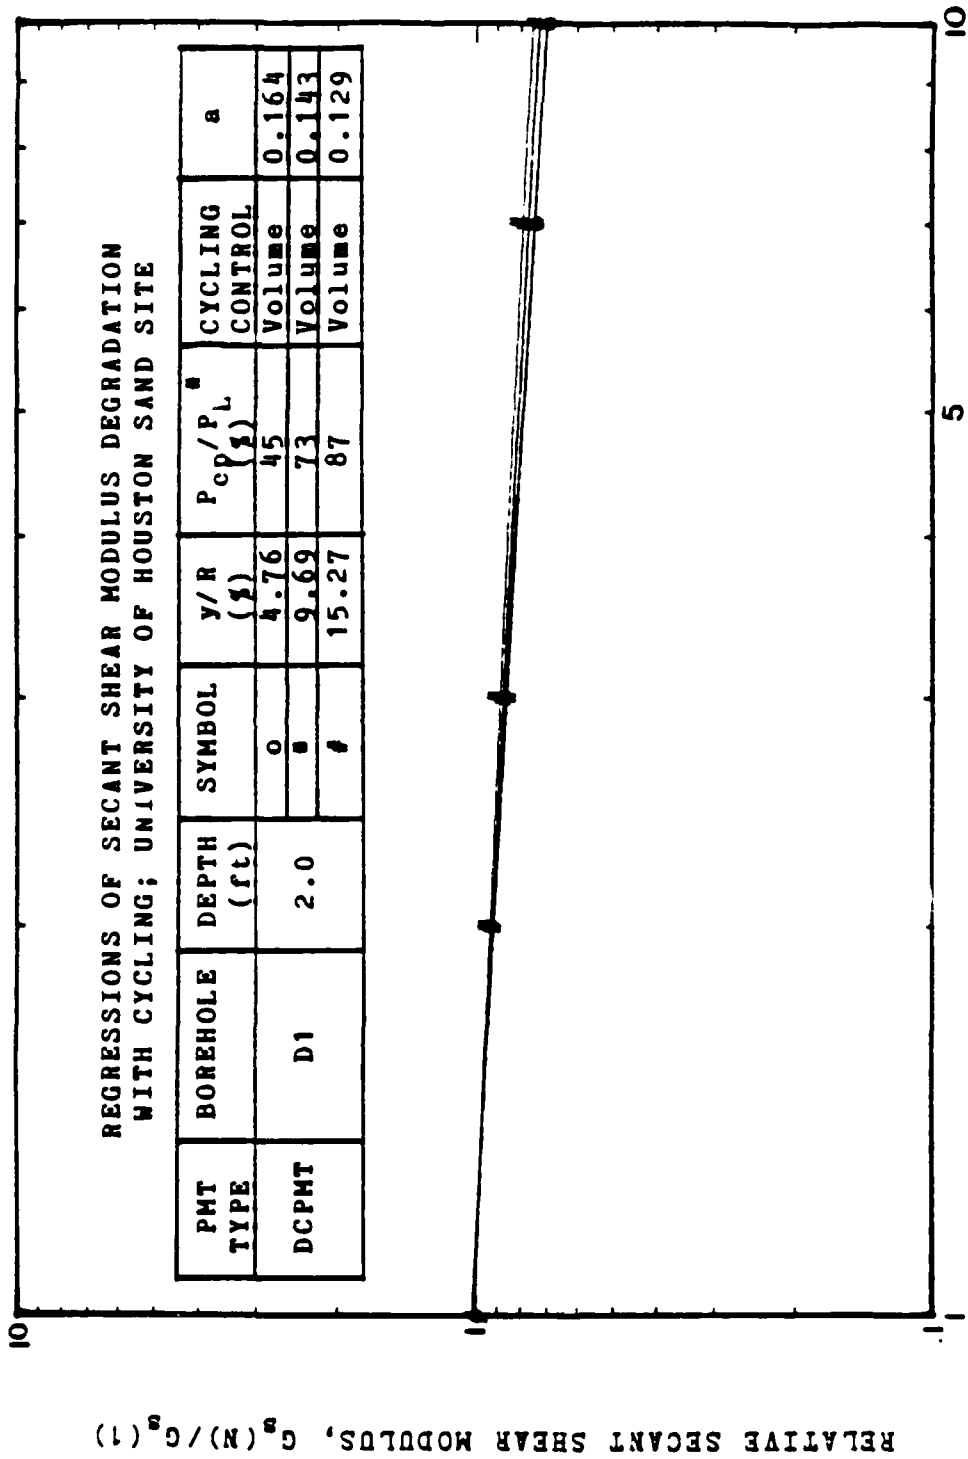 REGRESSIONS OF SECANT SHEAR MODULUS DEGRADATION
WITH CYCLING; UNIVERSITY OF HOUSTON SAND SITE
PMT TYPE BOREHOLE DEPTH (ft) SYMBOL y/R (%) Pcp/PL* (%) CYCLING CONTROL a
DCPMT D1 2.0 o 4.76 45 Volume 0.164
* 9.69 73 Volume 0.143
# 15.27 87 Volume 0.129
RELATIVE SECANT SHEAR MODULUS, Gs(N)/Gs(1)
10
1
.1
1
5
10